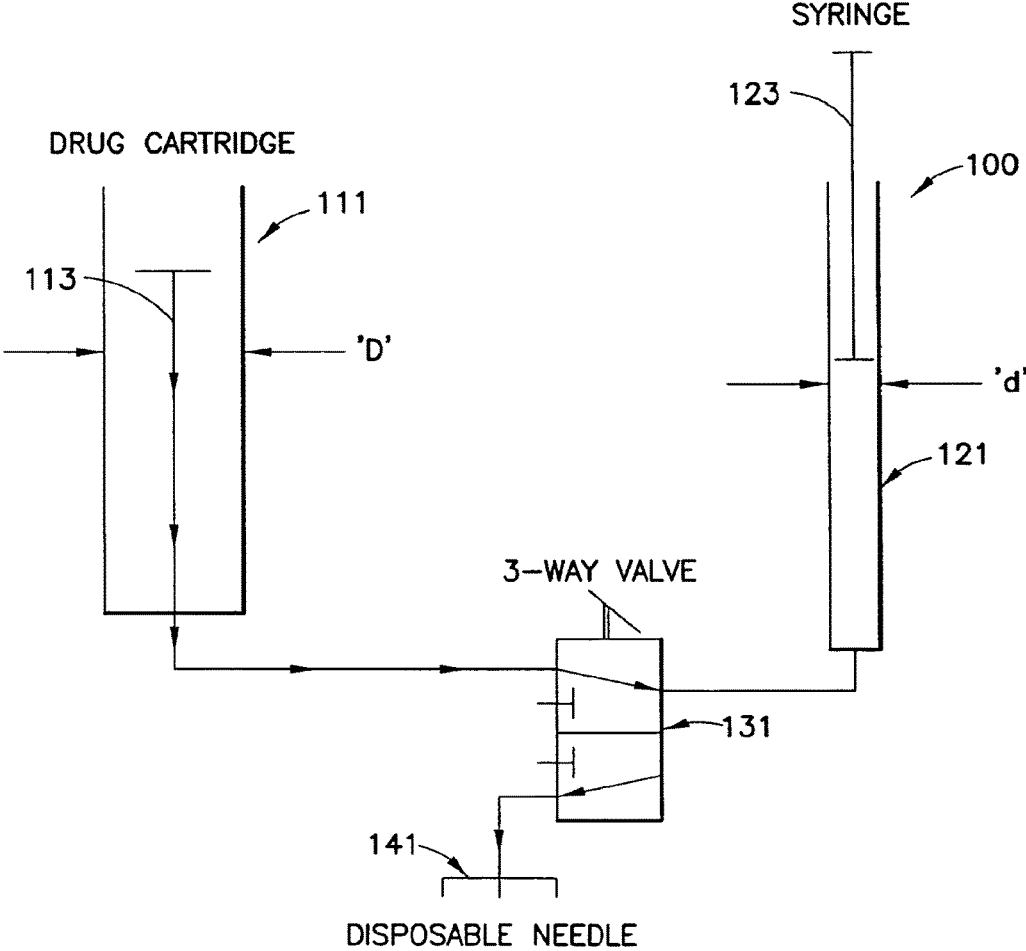 SYRINGE
123
DRUG CARTRIDGE
100
111
113
'D'
'd'
121
3-WAY VALVE
131
141
DISPOSABLE NEEDLE